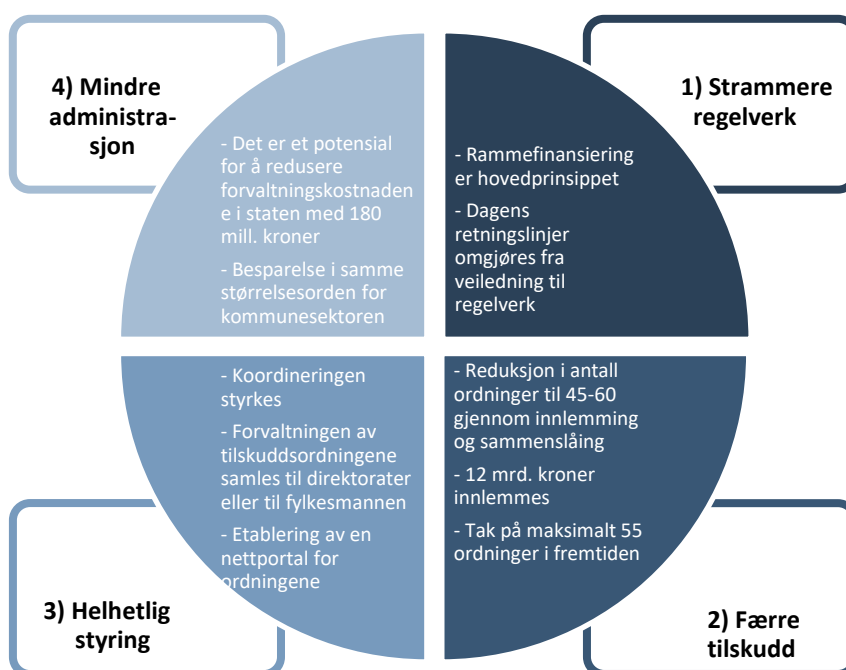 1) Strammere
regelverk
- Rammefinansiering
er hovedprinsippet
- Dagens
retningslinjer
omgjøres fra
veiledning til
regelverk
2) Færre
tilskudd
- Reduksjon i antall
ordninger til 45-60
gjennom innlemming
og sammenslåing
- 12 mrd. kroner
innlemmes
- Tak på maksimalt 55
ordninger i fremtiden
3) Helhetlig
styring
- Koordineringen
styrkes
- Forvaltningen av
tilskuddsordningene
samles til direktorater
eller til fylkesmannen
- Etablering av en
nettportal for
ordningene
4) Mindre
administra-
sjon
- Det er et potensial
for å redusere
forvaltningskostnaden
e i staten med 180
mill. kroner
- Besparelse i samme
størrelsesorden for
kommunesektoren